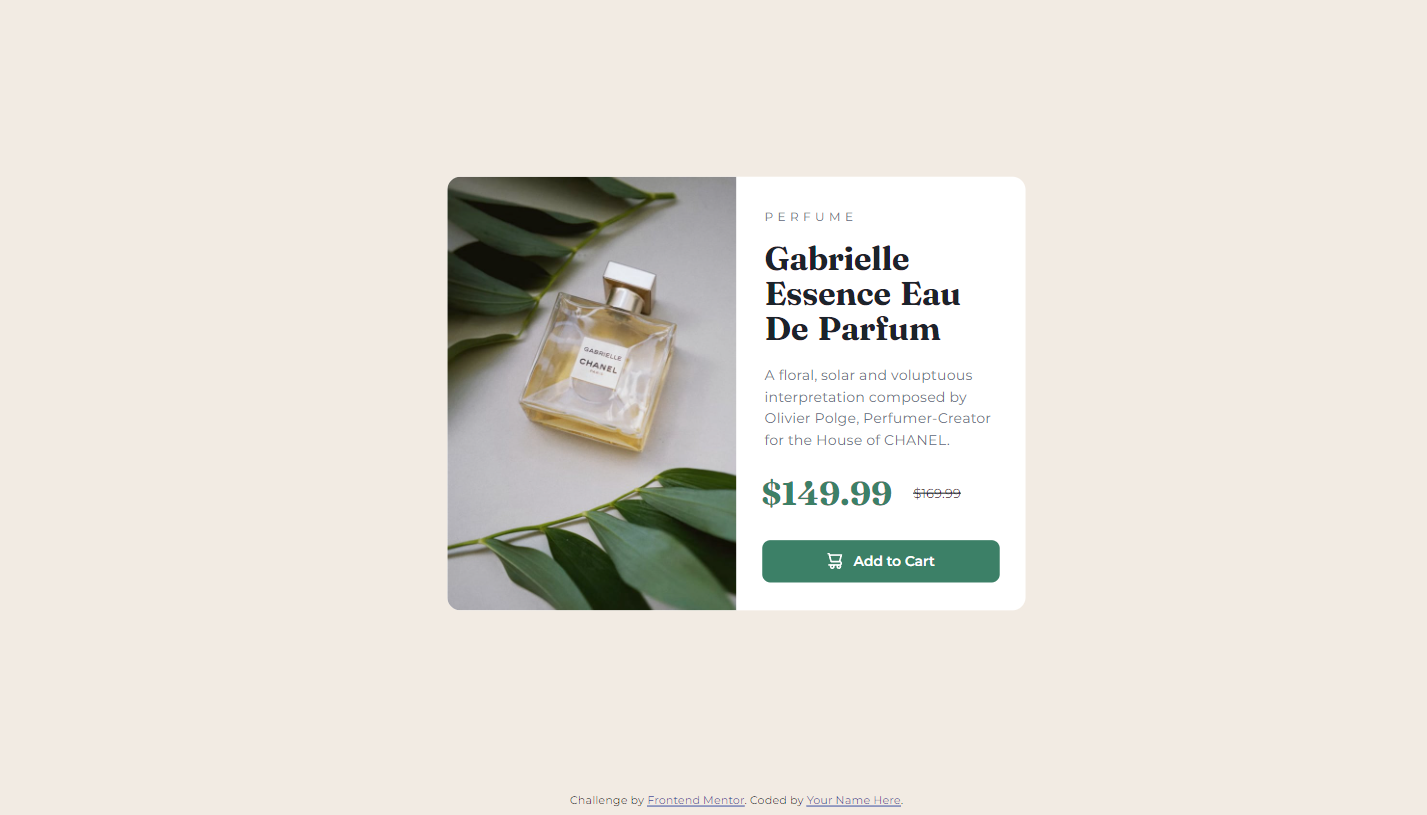 GABRIELLE
CHANEL
PARIS
PERFUME
Gabrielle
Essence Eau
De Parfum
A floral, solar and voluptuous
interpretation composed by
Olivier Polge, Perfumer-Creator
for the House of CHANEL.
$149.99 $169.99
Add to Cart
Challenge by Frontend Mentor. Coded by Your Name Here.